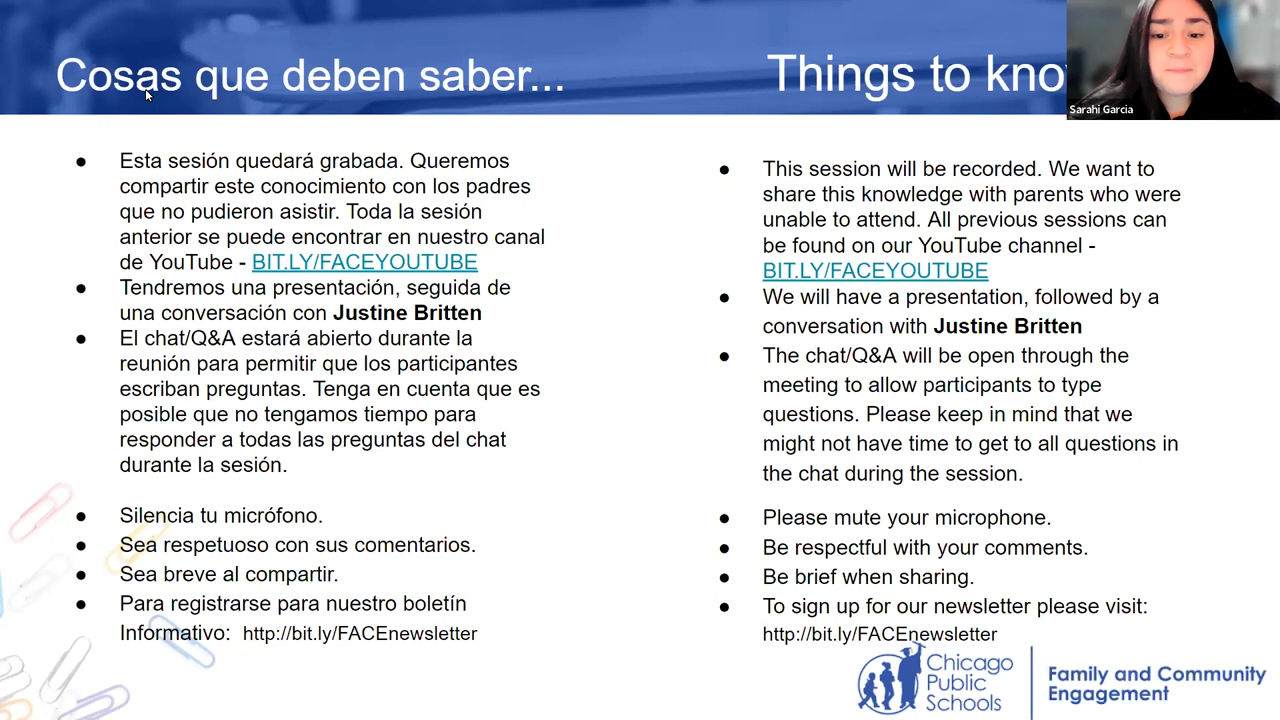 Cosas que deben saber...
Esta sesión quedará grabada. Queremos
compartir este conocimiento con los padres
que no pudieron asistir. Toda la sesión
anterior se puede encontrar en nuestro canal
de YouTube - BIT.LY/FACEYOUTUBE
Tendremos una presentación, seguida de
una conversación con Justine Britten
El chat/Q&A estará abierto durante la
reunión para permitir que los participantes
escriban preguntas. Tenga en cuenta que es
posible que no tengamos tiempo para
responder a todas las preguntas del chat
durante la sesión.
Silencia tu micrófono.
Sea respetuoso con sus comentarios.
Sea breve al compartir.
Para registrarse para nuestro boletín
Informativo: http://bit.ly/FACEnewsletter
Things to kno
Sarahi Garcia
This session will be recorded. We want to
share this knowledge with parents who were
unable to attend. All previous sessions can
be found on our YouTube channel -
BIT.LY/FACEYOUTUBE
We will have a presentation, followed by a
conversation with Justine Britten
The chat/Q&A will be open through the
meeting to allow participants to type
questions. Please keep in mind that we
might not have time to get to all questions in
the chat during the session.
Please mute your microphone.
Be respectful with your comments.
Be brief when sharing.
To sign up for our newsletter please visit:
http://bit.ly/FACEnewsletter
Chicago
Public
Schools
Family and Community
Engagement